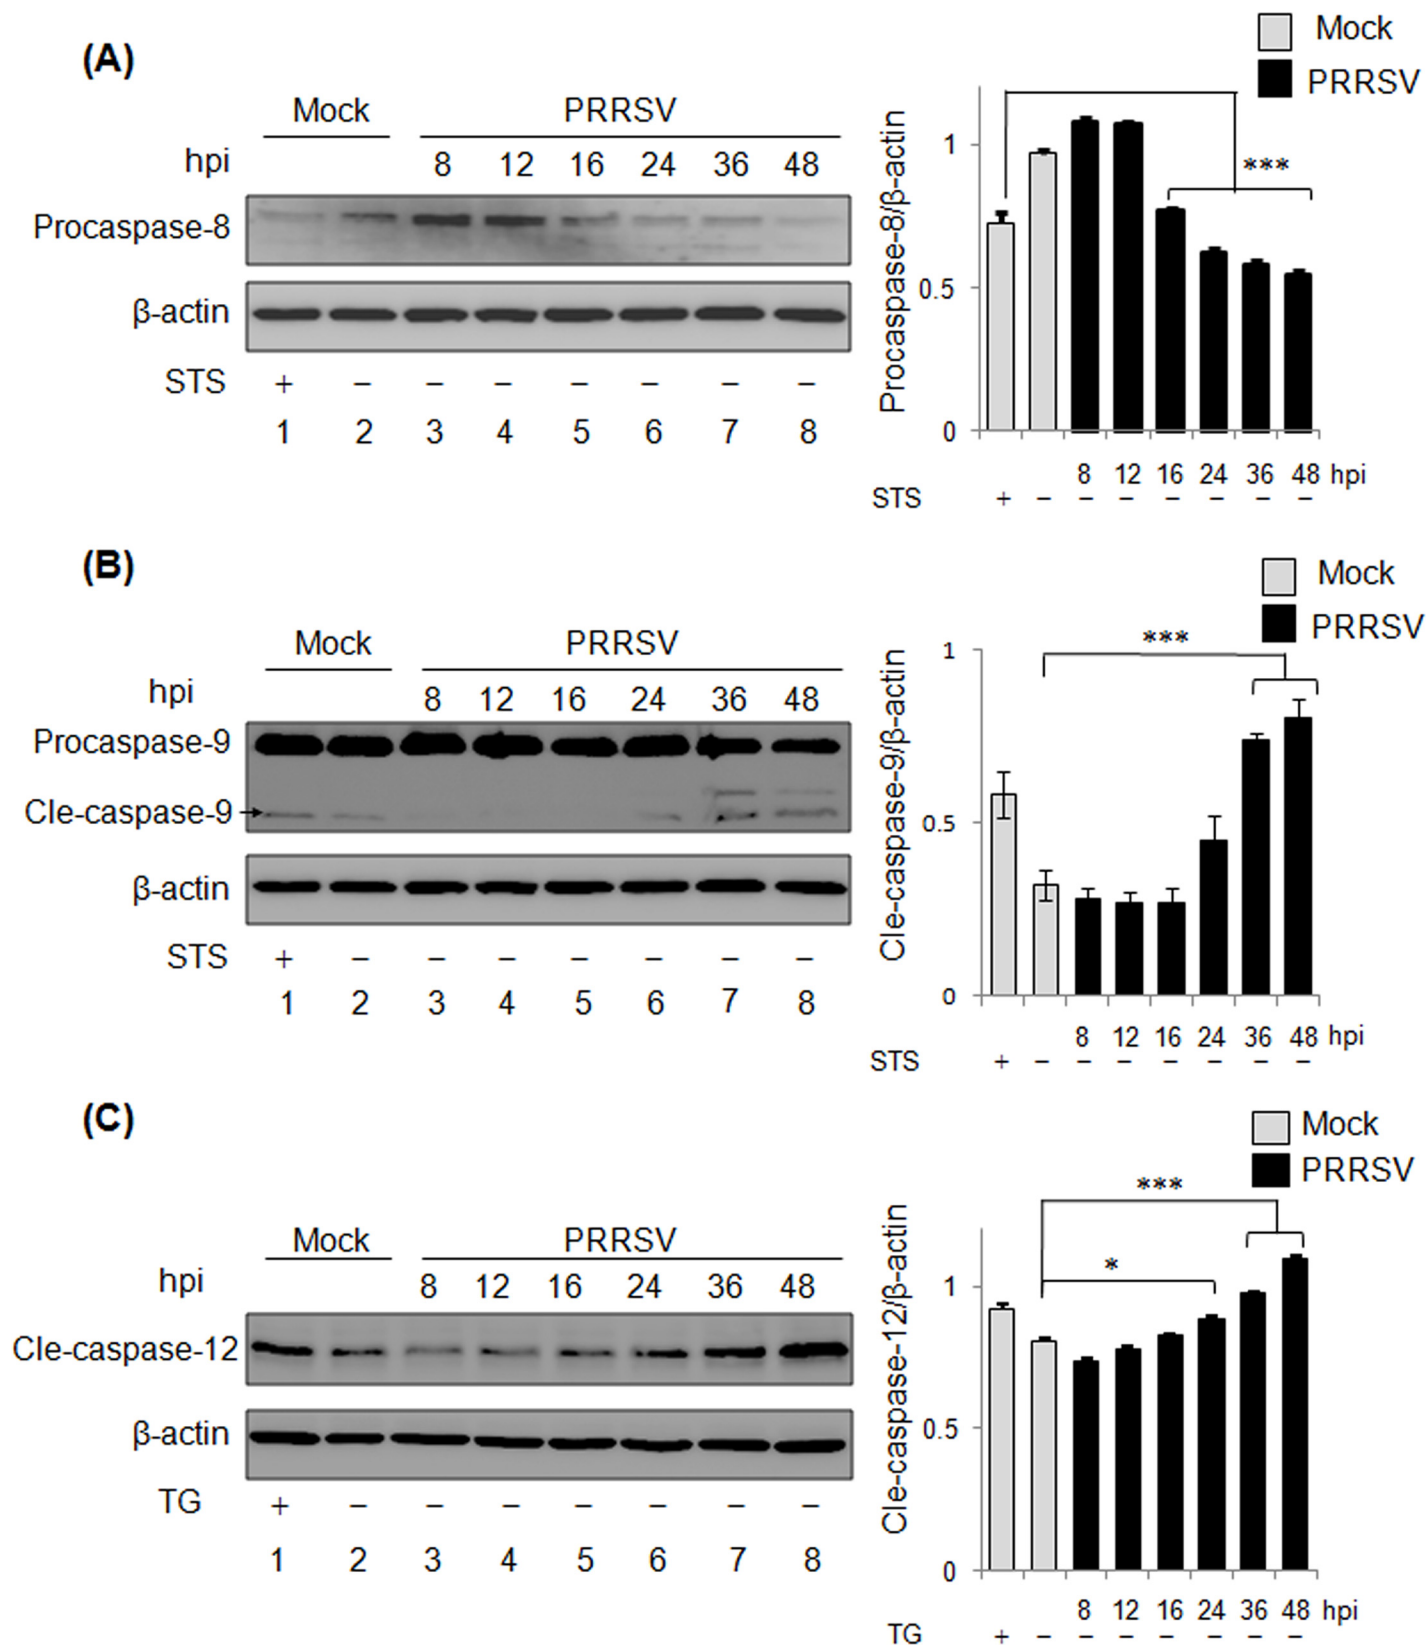 (A)
Mock
PRRSV
Mock PRRSV
hpi 8 12 16 24 36 48
Procaspase-8
β-actin
STS + − − − − − − −
1 2 3 4 5 6 7 8
Procaspase-8/β-actin
1
0.5
0
***
8 12 16 24 36 48 hpi
STS + − − − − − − −
(B)
Mock
PRRSV
Mock PRRSV
hpi 8 12 16 24 36 48
Procaspase-9
Cle-caspase-9
β-actin
STS + − − − − − − −
1 2 3 4 5 6 7 8
Cle-caspase-9/β-actin
1
0.5
0
***
8 12 16 24 36 48 hpi
STS + − − − − − − −
(C)
Mock
PRRSV
Mock PRRSV
hpi 8 12 16 24 36 48
Cle-caspase-12
β-actin
TG + − − − − − − −
1 2 3 4 5 6 7 8
Cle-caspase-12/β-actin
1
0.5
0
***
*
8 12 16 24 36 48 hpi
TG + − − − − − − −